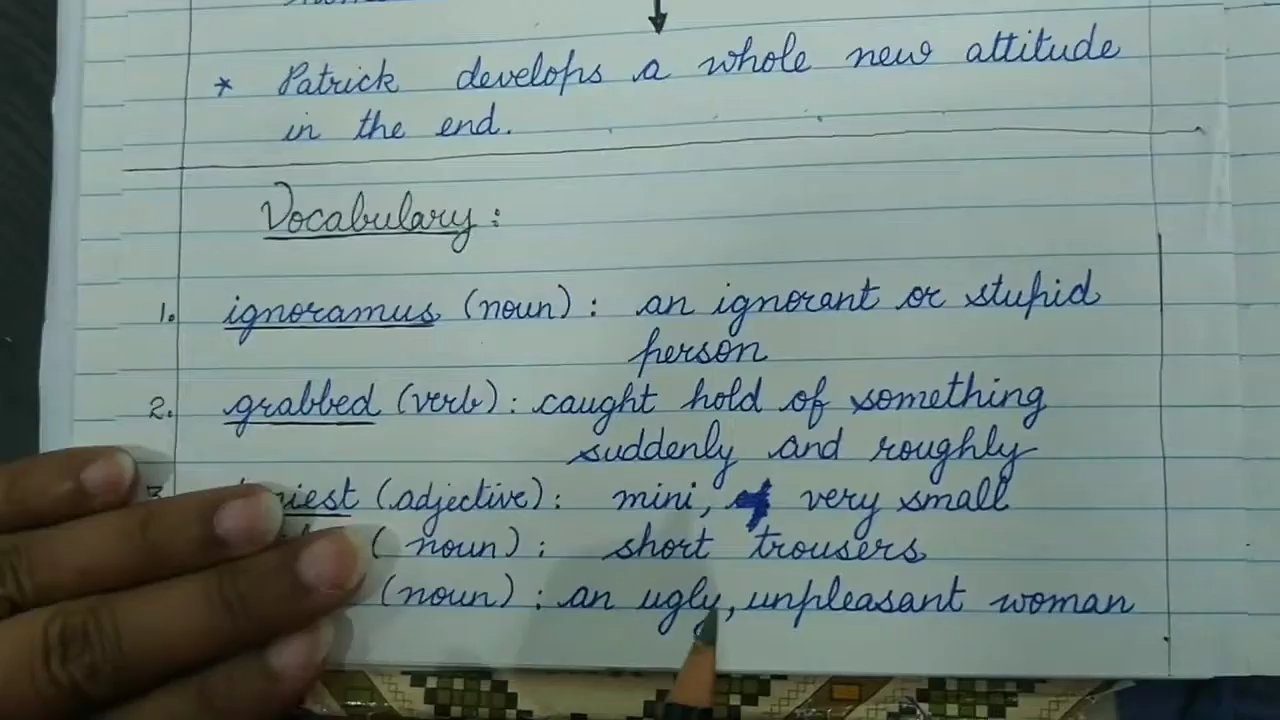 * Patrick develops a whole new attitude
in the end.
Vocabulary:
1. ignoramus (noun): an ignorant or stupid
person
2. grabbed (verb): caught hold of something
suddenly and roughly
3. iest (adjective): mini, very small
(noun): short trousers
(noun): an ugly, unpleasant woman